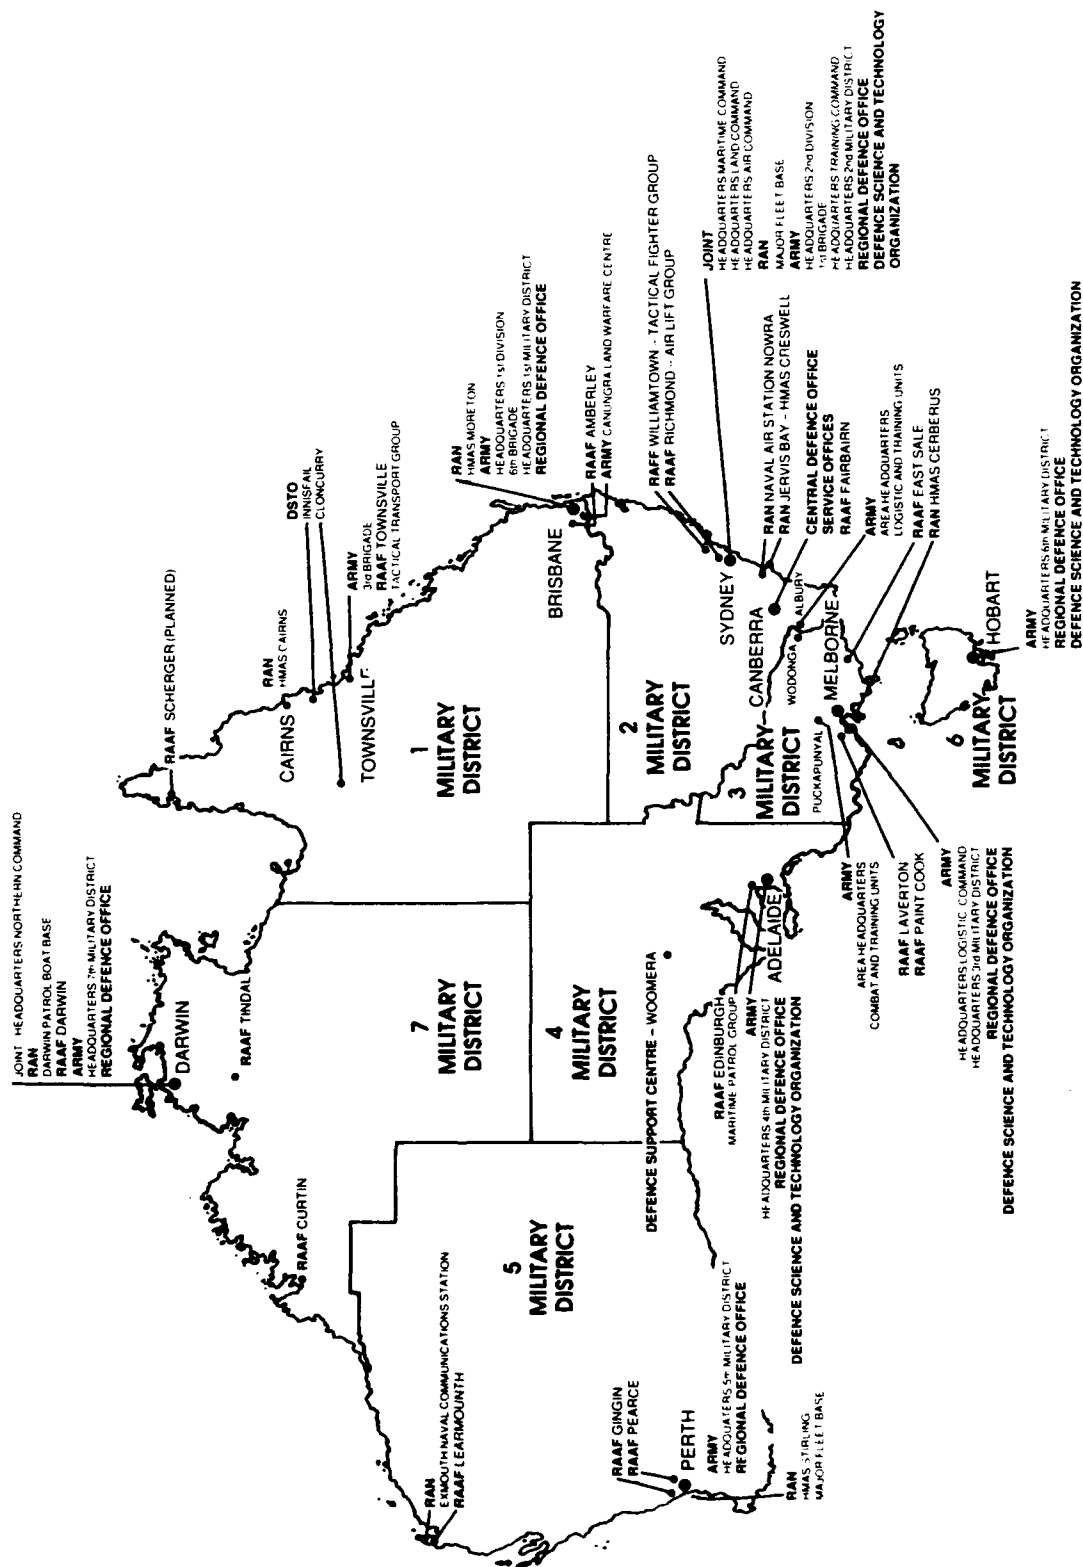 JOINT HEADQUARTERS NORTHERN COMMAND
RAN
DARWIN PATROL BOAT BASE
RAAF DARWIN
ARMY
HEADQUARTERS 7th MILITARY DISTRICT
REGIONAL DEFENCE OFFICE
DARWIN
RAAF TINDAL
RAAF CURTIN
RAAF SCHERGER (PLANNED)
RAN
HMAS CAIRNS
CAIRNS
DSTO
INNISFAIL
CLONCURRY
TOWNSVILLE
ARMY
3rd BRIGADE
RAAF TOWNSVILLE
TACTICAL TRANSPORT GROUP
1
MILITARY
DISTRICT
7
MILITARY
DISTRICT
5
MILITARY
DISTRICT
4
MILITARY
DISTRICT
2
MILITARY
DISTRICT
3
MILITARY
DISTRICT
6
MILITARY
DISTRICT
RAN
EXMOUTH NAVAL COMMUNICATIONS STATION
RAAF LEARMOUNTH
RAN
HMAS MORETON
ARMY
HEADQUARTERS 1st DIVISION
6th BRIGADE
HEADQUARTERS 1st MILITARY DISTRICT
REGIONAL DEFENCE OFFICE
BRISBANE
RAAF AMBERLEY
ARMY CANUNGRA LAND WARFARE CENTRE
RAFF WILLIAMTOWN - TACTICAL FIGHTER GROUP
RAAF RICHMOND - AIR LIFT GROUP
SYDNEY
JOINT
HEADQUARTERS MARITIME COMMAND
HEADQUARTERS LAND COMMAND
HEADQUARTERS AIR COMMAND
RAN
MAJOR FLEET BASE
ARMY
HEADQUARTERS 2nd DIVISION
1st BRIGADE
HEADQUARTERS TRAINING COMMAND
HEADQUARTERS 2nd MILITARY DISTRICT
REGIONAL DEFENCE OFFICE
DEFENCE SCIENCE AND TECHNOLOGY
ORGANIZATION
RAN NAVAL AIR STATION NOWRA
RAN JERVIS BAY - HMAS CRESWELL
CANBERRA
CENTRAL DEFENCE OFFICE
SERVICE OFFICES
RAAF FAIRBAIRN
WODONGA
ALBURY
ARMY
AREA HEADQUARTERS
LOGISTIC AND TRAINING UNITS
MELBORNE
RAAF EAST SALE
RAN HMAS CERBERUS
PUCKAPUNYAL
ARMY
AREA HEADQUARTERS
COMBAT AND TRAINING UNITS
RAAF LAVERTON
RAAF PAINT COOK
ARMY
HEADQUARTERS LOGISTIC COMMAND
HEADQUARTERS 3rd MILITARY DISTRICT
REGIONAL DEFENCE OFFICE
DEFENCE SCIENCE AND TECHNOLOGY ORGANIZATION
HOBART
ARMY
HEADQUARTERS 6th MILITARY DISTRICT
REGIONAL DEFENCE OFFICE
DEFENCE SCIENCE AND TECHNOLOGY ORGANIZATION
DEFENCE SUPPORT CENTRE - WOOMERA
ADELAIDE
RAAF EDINBURGH
MARITIME PATROL GROUP
ARMY
HEADQUARTERS 4th MILITARY DISTRICT
REGIONAL DEFENCE OFFICE
DEFENCE SCIENCE AND TECHNOLOGY ORGANIZATION
RAAF GINGIN
RAAF PEARCE
PERTH
ARMY
HEADQUATERS 5th MILITARY DISTRICT
REGIONAL DEFENCE OFFICE
RAN
HMAS STIRLING
MAJOR FLEET BASE